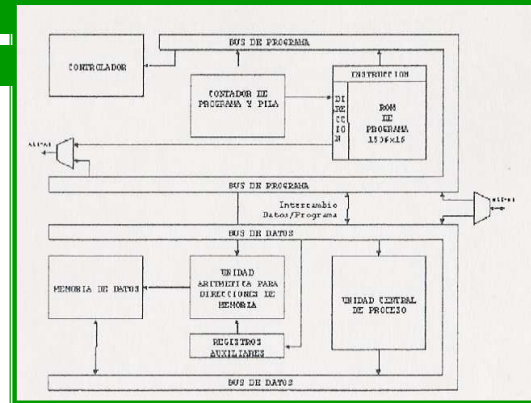 BUS DE PROGRAMA
CONTROLADOR
CONTADOR DE
PROGRAMA Y PILA
INSTRUCCION
DI
RE
CC
IO
N
ROM
DE
PROGRAMA
1536x16
BUS DE PROGRAMA
Intercambio
Datos/Programa
BUS DE DATOS
MEMORIA DE DATOS
UNIDAD
ARITMETICA PARA
DIRECCIONES DE
MEMORIA
UNIDAD CENTRAL
DE PROCESO
REGISTROS
AUXILIARES
BUS DE DATOS